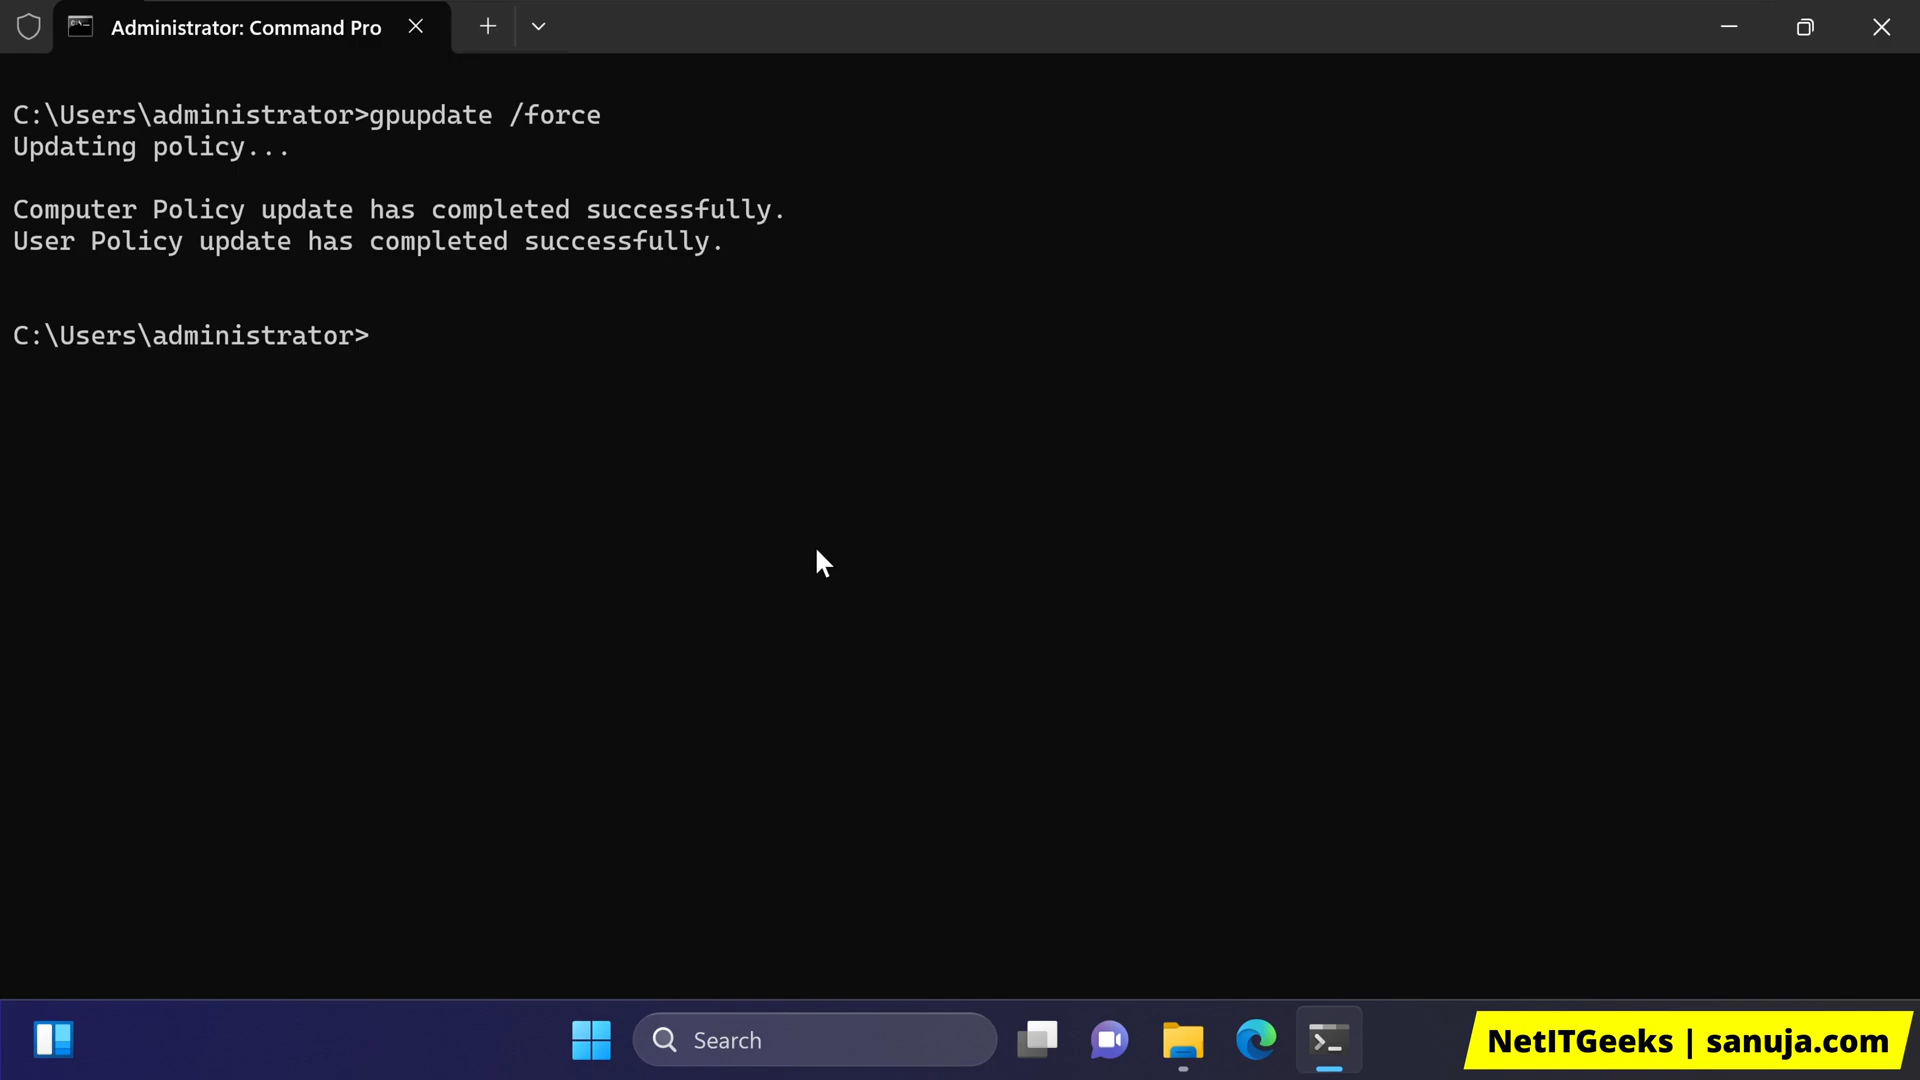 Administrator: Command Pro
C:\Users\administrator>gpupdate /force
Updating policy...
Computer Policy update has completed successfully.
User Policy update has completed successfully.
C:\Users\administrator>
Search
NetITGeeks | sanuja.com